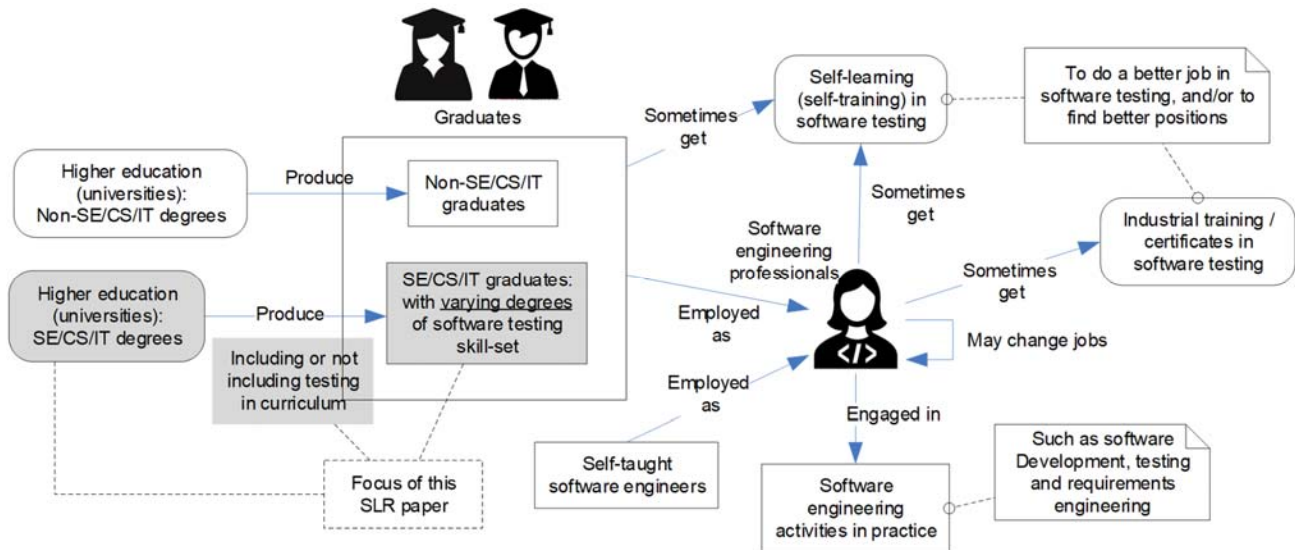 Graduates
Higher education
(universities):
Non-SE/CS/IT degrees
Produce
Non-SE/CS/IT
graduates
Higher education
(universities):
SE/CS/IT degrees
Produce
SE/CS/IT graduates:
with varying degrees
of software testing
skill-set
Including or not
including testing
in curriculum
Focus of this
SLR paper
Sometimes
get
Self-learning
(self-training) in
software testing
To do a better job in
software testing, and/or to
find better positions
Sometimes
get
Software
engineering
professionals
Industrial training /
certificates in
software testing
Sometimes
get
Employed
as
</>
May change jobs
Employed
as
Self-taught
software engineers
Engaged in
Software
engineering
activities in practice
Such as software
Development, testing
and requirements
engineering